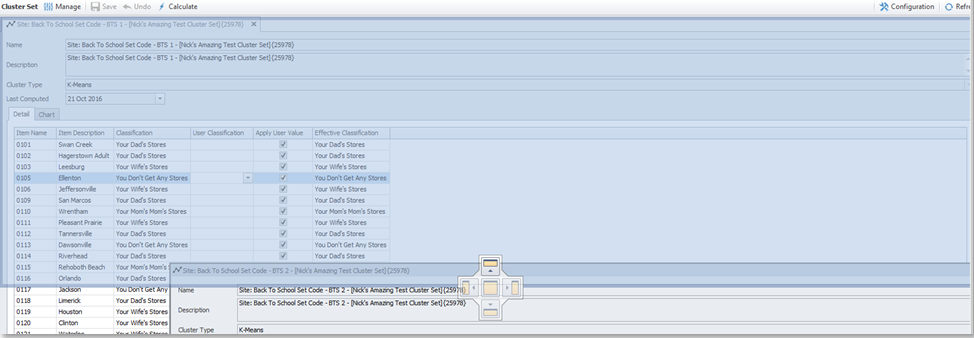 Cluster Set Manage Save Undo Calculate Configuration Refre
Site: Back To School Set Code - BTS 1 - [Nick's Amazing Test Cluster Set]{25978}
Name Site: Back To School Set Code - BTS 1 - [Nick's Amazing Test Cluster Set]{25978}
Description Site: Back To School Set Code - BTS 1 - [Nick's Amazing Test Cluster Set]{25978}
Cluster Type K-Means
Last Computed 21 Oct 2016
Detail Chart
Item Name Item Description Classification User Classification Apply User Value Effective Classification
0101 Swan Creek Your Dad's Stores Your Dad's Stores
0102 Hagerstown Adult Your Dad's Stores Your Dad's Stores
0103 Leesburg Your Wife's Stores Your Wife's Stores
0105 Ellenton You Don't Get Any Stores You Don't Get Any Stores
0106 Jeffersonville Your Wife's Stores Your Wife's Stores
0109 San Marcos Your Dad's Stores Your Dad's Stores
0110 Wrentham Your Mom's Mom's Stores Your Mom's Mom's Stores
0111 Pleasant Prairie Your Wife's Stores Your Wife's Stores
0112 Tannersville Your Dad's Stores Your Dad's Stores
0113 Dawsonville You Don't Get Any Stores You Don't Get Any Stores
0114 Riverhead Your Dad's Stores Your Dad's Stores
0115 Rehoboth Beach Your Mom's Mom's S
0116 Orlando Your Dad's Stores
0117 Jackson You Don't Get Any
0118 Limerick Your Dad's Stores
0119 Houston Your Dad's Stores
0120 Clinton Your Dad's Stores
Site: Back To School Set Code - BTS 2 - [Nick's Amazing Test Cluster Set]{25978}
Name Site: Back To School Set Code - BTS 2 - [Nick's Amazing Test Cluster Set]{25978}
Description Site: Back To School Set Code - BTS 2 - [Nick's Amazing Test Cluster Set]{25978}
Cluster Type K-Means